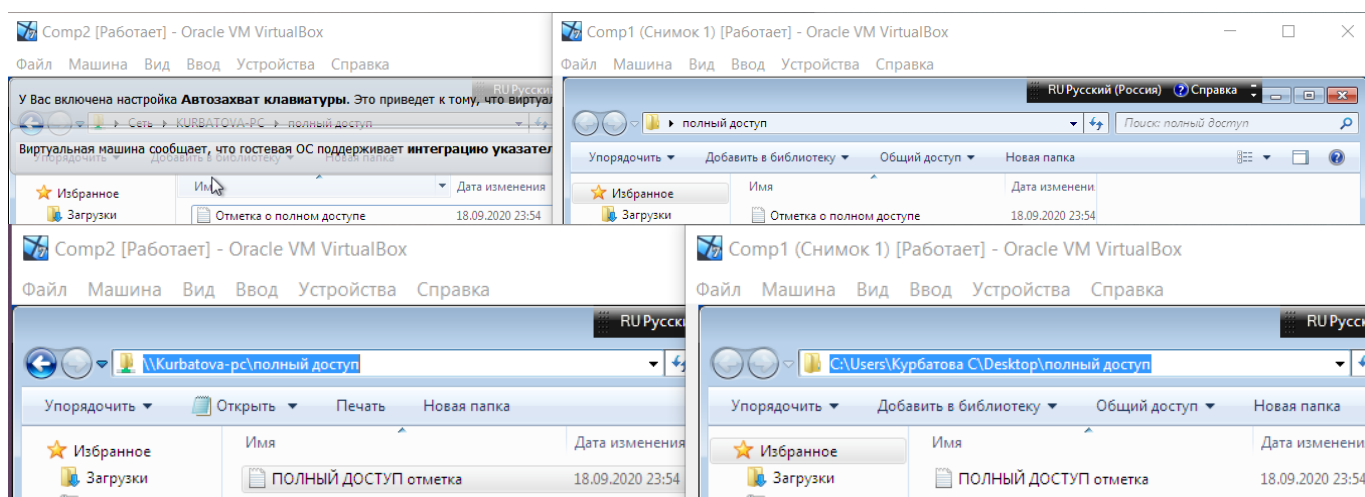 Comp2 [Работает] - Oracle VM VirtualBox
Файл Машина Вид Ввод Устройства Справка
У Вас включена настройка Автозахват клавиатуры. Это приведет к тому, что виртуал
Сеть ▸ KURBATOVA-PC ▸ полный доступ
Виртуальная машина сообщает, что гостевая ОС поддерживает интеграцию указател
Упорядочить Добавить в библиотеку Новая папка
Избранное Имя Дата изменения
Загрузки Отметка о полном доступе 18.09.2020 23:54
Comp1 (Снимок 1) [Работает] - Oracle VM VirtualBox
Файл Машина Вид Ввод Устройства Справка
RU Русский (Россия) Справка
полный доступ Поиск: полный доступ
Упорядочить Добавить в библиотеку Общий доступ Новая папка
Избранное Имя Дата изменени
Загрузки Отметка о полном доступе 18.09.2020 23:54
Comp2 [Работает] - Oracle VM VirtualBox
Файл Машина Вид Ввод Устройства Справка
RU Русски
\\Kurbatova-pc\полный доступ
Упорядочить Открыть Печать Новая папка
Избранное Имя Дата изменения
Загрузки ПОЛНЫЙ ДОСТУП отметка 18.09.2020 23:54
Comp1 (Снимок 1) [Работает] - Oracle VM VirtualBox
Файл Машина Вид Ввод Устройства Справка
RU Русск
C:\Users\Курбатова С\Desktop\полный доступ
Упорядочить Добавить в библиотеку Общий доступ Новая папка
Избранное Имя Дата изменени
Загрузки ПОЛНЫЙ ДОСТУП отметка 18.09.2020 23:54